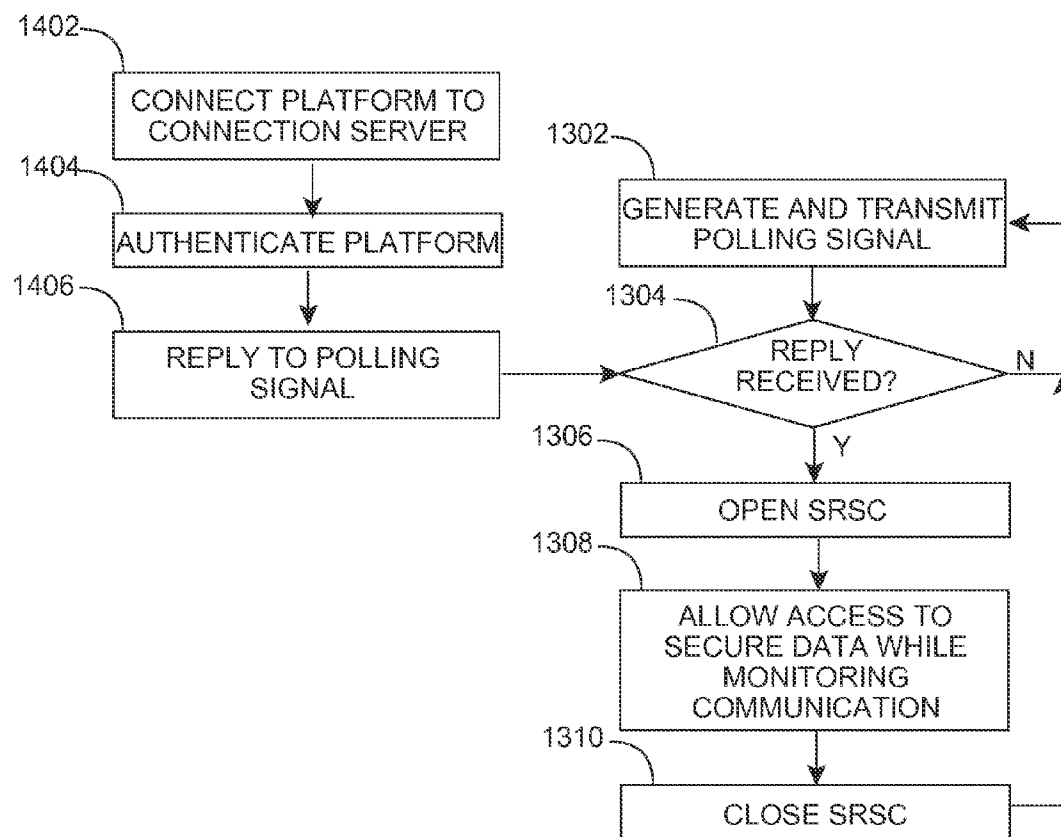 1402
CONNECT PLATFORM TO
CONNECTION SERVER
1404
AUTHENTICATE PLATFORM
1406
REPLY TO POLLING
SIGNAL
1302
GENERATE AND TRANSMIT
POLLING SIGNAL
1304
REPLY
RECEIVED?
N
Y
1306
OPEN SRSC
1308
ALLOW ACCESS TO
SECURE DATA WHILE
MONITORING
COMMUNICATION
1310
CLOSE SRSC